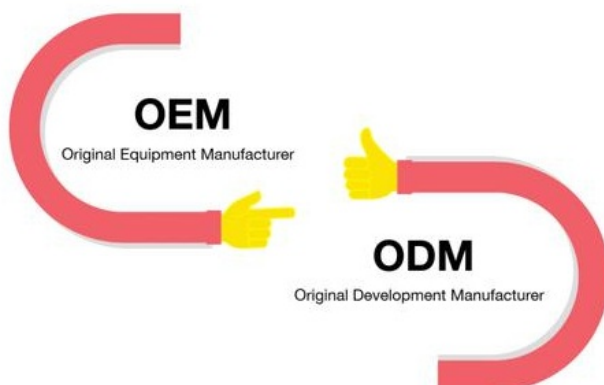 OEM
Original Equipment Manufacturer
ODM
Original Development Manufacturer